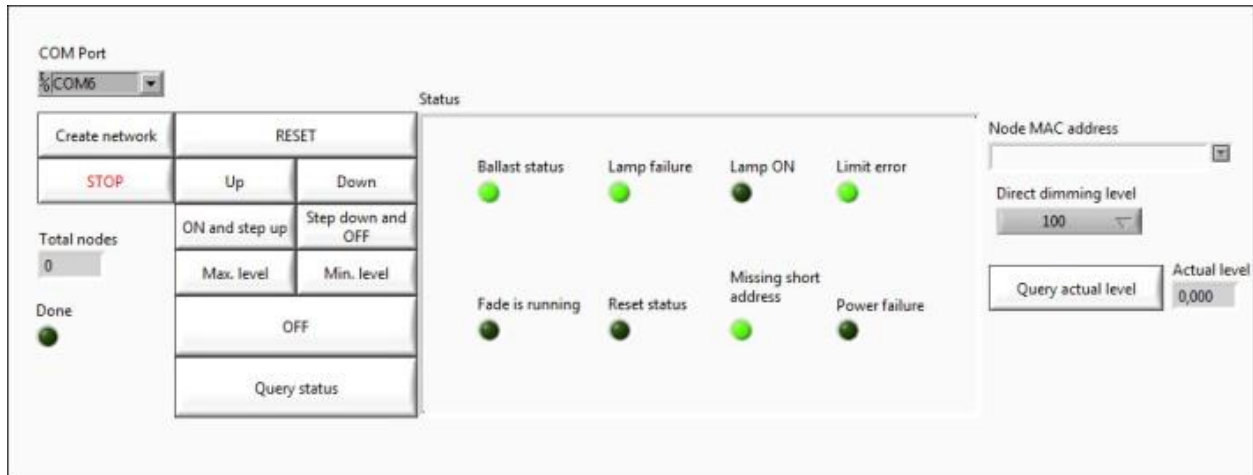 COM Port
COM6
Status
Create network
RESET
Node MAC address
STOP
Up
Down
Ballast status
Lamp failure
Lamp ON
Limit error
Direct dimming level
100
ON and step up
Step down and
OFF
Total nodes
0
Max. level
Min. level
Missing short
address
Actual level
Query actual level
0,000
Done
OFF
Fade is running
Reset status
Power failure
Query status